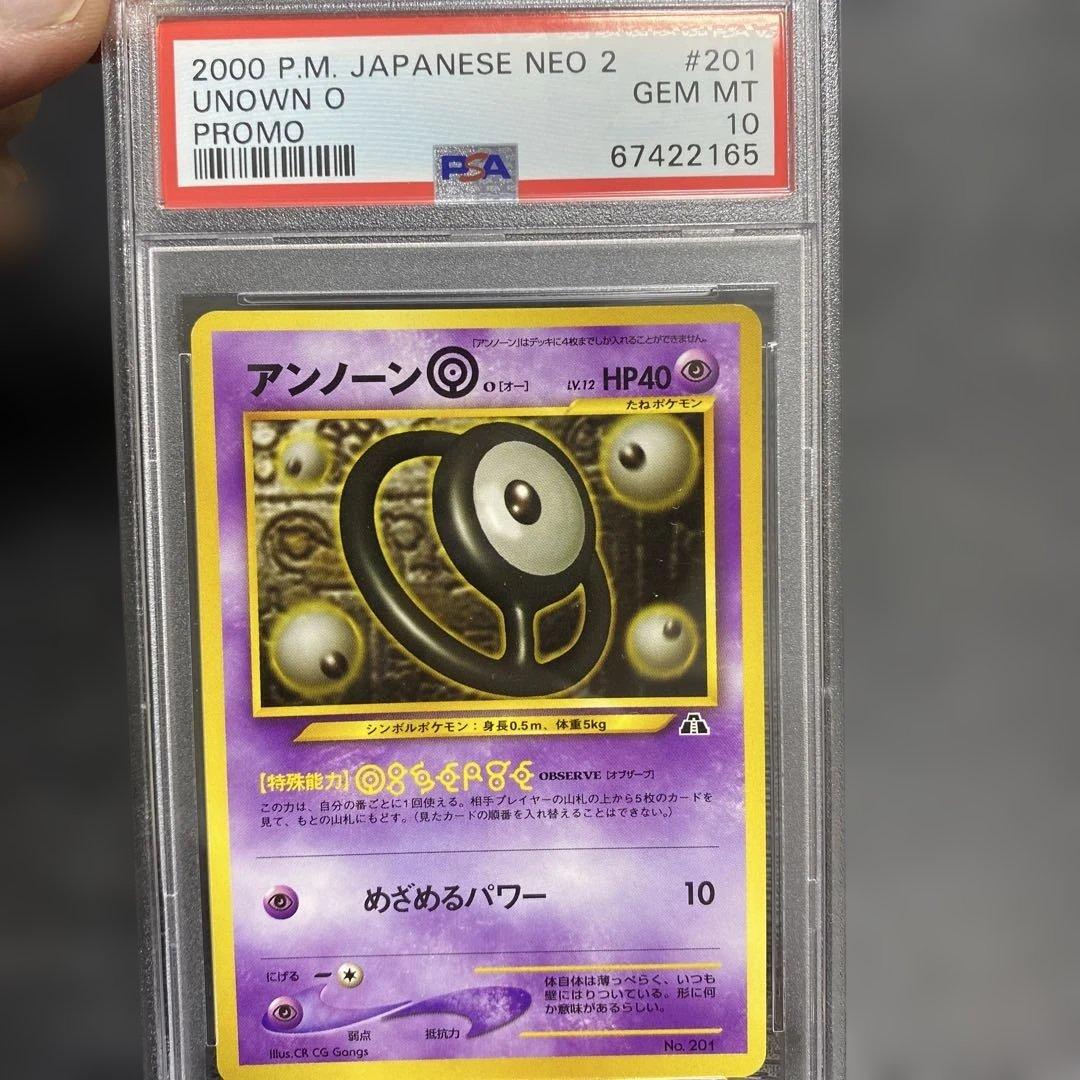 2000 P.M. JAPANESE NEO 2 #201
UNOWN O GEM MT
PROMO 10
PSA 67422165
「アンノーン」はデッキに4枚までしか入れることができません。
アンノーン O [オー] LV.12 HP40
たねポケモン
シンボルポケモン：身長0.5m、体重5kg
【特殊能力】OBSERVE [オブザーブ]
この力は、自分の番ごとに1回使える。相手プレイヤーの山札の上から5枚のカードを
見て、もとの山札にもどす。（見たカードの順番を入れ替えることはできない。）
めざめるパワー 10
にげる
弱点 抵抗力
体自体は薄っぺらく、いつも
壁にはりついている。形に何
か意味があるらしい。
Illus.CR CG Gangs No. 201